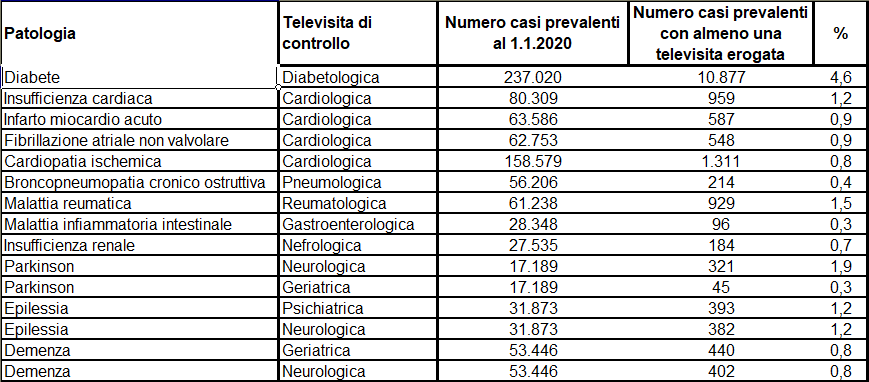 Patologia | Televisita di controllo | Numero casi prevalenti al 1.1.2020 | Numero casi prevalenti con almeno una televisita erogata | %
Diabete | Diabetologica | 237.020 | 10.877 | 4,6
Insufficienza cardiaca | Cardiologica | 80.309 | 959 | 1,2
Infarto miocardio acuto | Cardiologica | 63.586 | 587 | 0,9
Fibrillazione atriale non valvolare | Cardiologica | 62.753 | 548 | 0,9
Cardiopatia ischemica | Cardiologica | 158.579 | 1.311 | 0,8
Broncopneumopatia cronico ostruttiva | Pneumologica | 56.206 | 214 | 0,4
Malattia reumatica | Reumatologica | 61.238 | 929 | 1,5
Malattia infiammatoria intestinale | Gastroenterologica | 28.348 | 96 | 0,3
Insufficienza renale | Nefrologica | 27.535 | 184 | 0,7
Parkinson | Neurologica | 17.189 | 321 | 1,9
Parkinson | Geriatrica | 17.189 | 45 | 0,3
Epilessia | Psichiatrica | 31.873 | 393 | 1,2
Epilessia | Neurologica | 31.873 | 382 | 1,2
Demenza | Geriatrica | 53.446 | 440 | 0,8
Demenza | Neurologica | 53.446 | 402 | 0,8